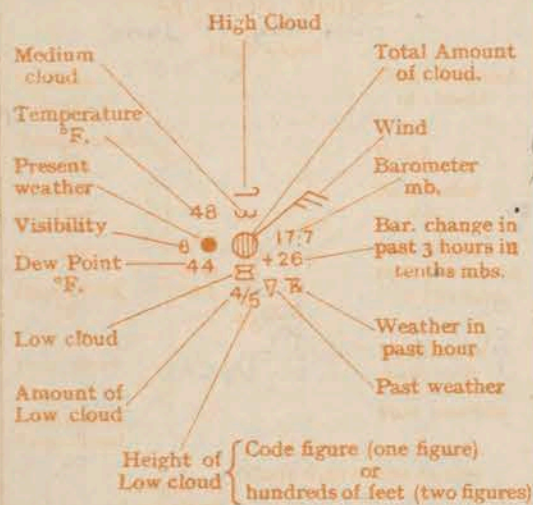 High Cloud
Medium
cloud
Total Amount
of cloud.
Temperature
°F.
Wind
Present
weather
Barometer
mb.
48
Visibility
6
17.7
Bar. change in
past 3 hours in
tenths mbs.
Dew Point
°F.
44
+26
4/5
Low cloud
Weather in
past hour
Amount of
Low cloud
Past weather
Height of
Low cloud
Code figure (one figure)
or
hundreds of feet (two figures)